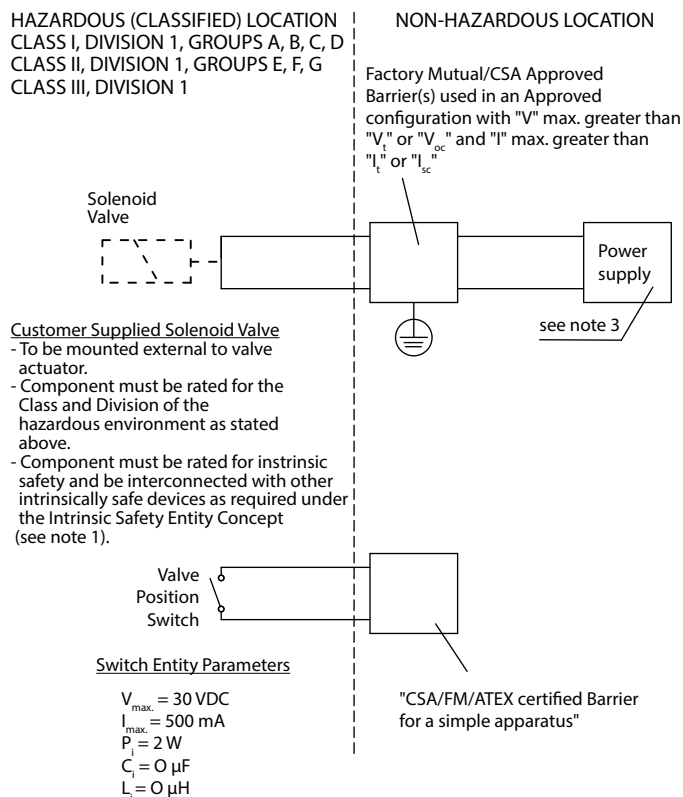 HAZARDOUS (CLASSIFIED) LOCATION
CLASS I, DIVISION 1, GROUPS A, B, C, D
CLASS II, DIVISION 1, GROUPS E, F, G
CLASS III, DIVISION 1
NON-HAZARDOUS LOCATION
Factory Mutual/CSA Approved
Barrier(s) used in an Approved
configuration with "V" max. greater than
"Vt" or "Voc" and "I" max. greater than
"It" or "Isc"
Solenoid
Valve
Power
supply
see note 3
Customer Supplied Solenoid Valve
- To be mounted external to valve
actuator.
- Component must be rated for the
Class and Division of the
hazardous environment as stated
above.
- Component must be rated for instrinsic
safety and be interconnected with other
intrinsically safe devices as required under
the Intrinsic Safety Entity Concept
(see note 1).
Valve
Position
Switch
Switch Entity Parameters
Vmax. = 30 VDC
Imax. = 500 mA
Pi = 2 W
Ci = O µF
Li = O µH
"CSA/FM/ATEX certified Barrier
for a simple apparatus"